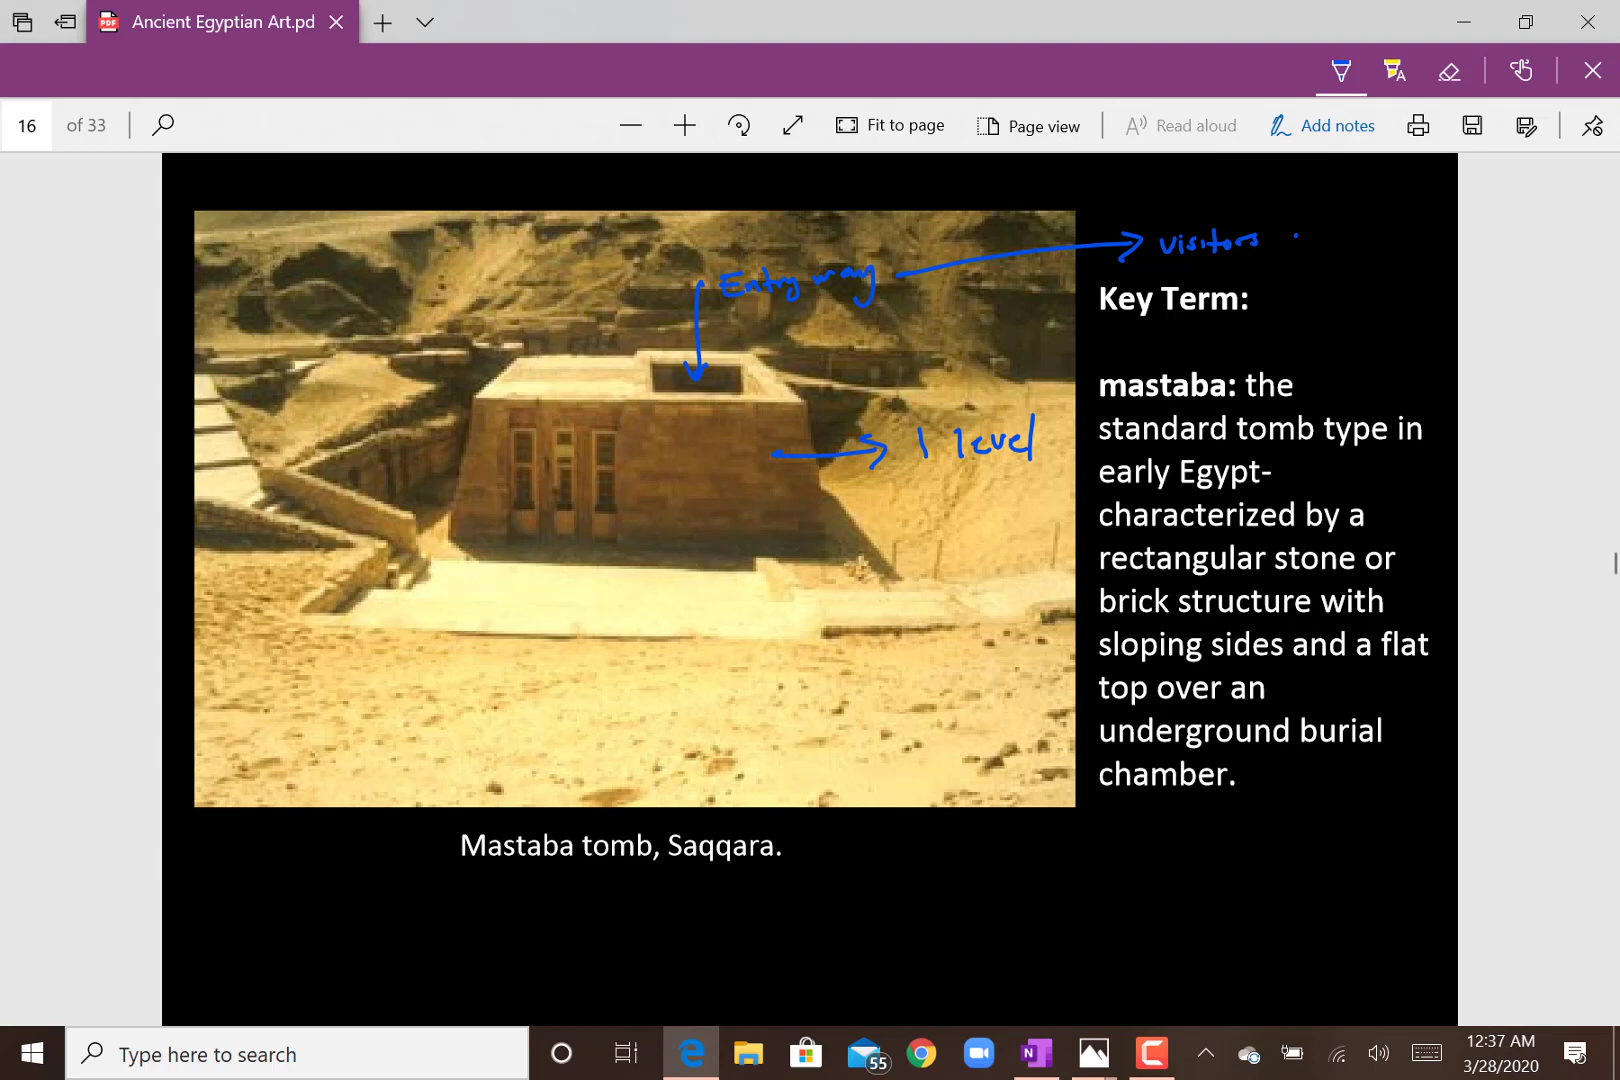 Ancient Egyptian Art.pd
16 of 33
Fit to page
Page view
Read aloud
Add notes
Entry way
visitors
Key Term:
1 level
mastaba: the
standard tomb type in
early Egypt-
characterized by a
rectangular stone or
brick structure with
sloping sides and a flat
top over an
underground burial
chamber.
Mastaba tomb, Saqqara.
Type here to search
55
12:37 AM
3/28/2020